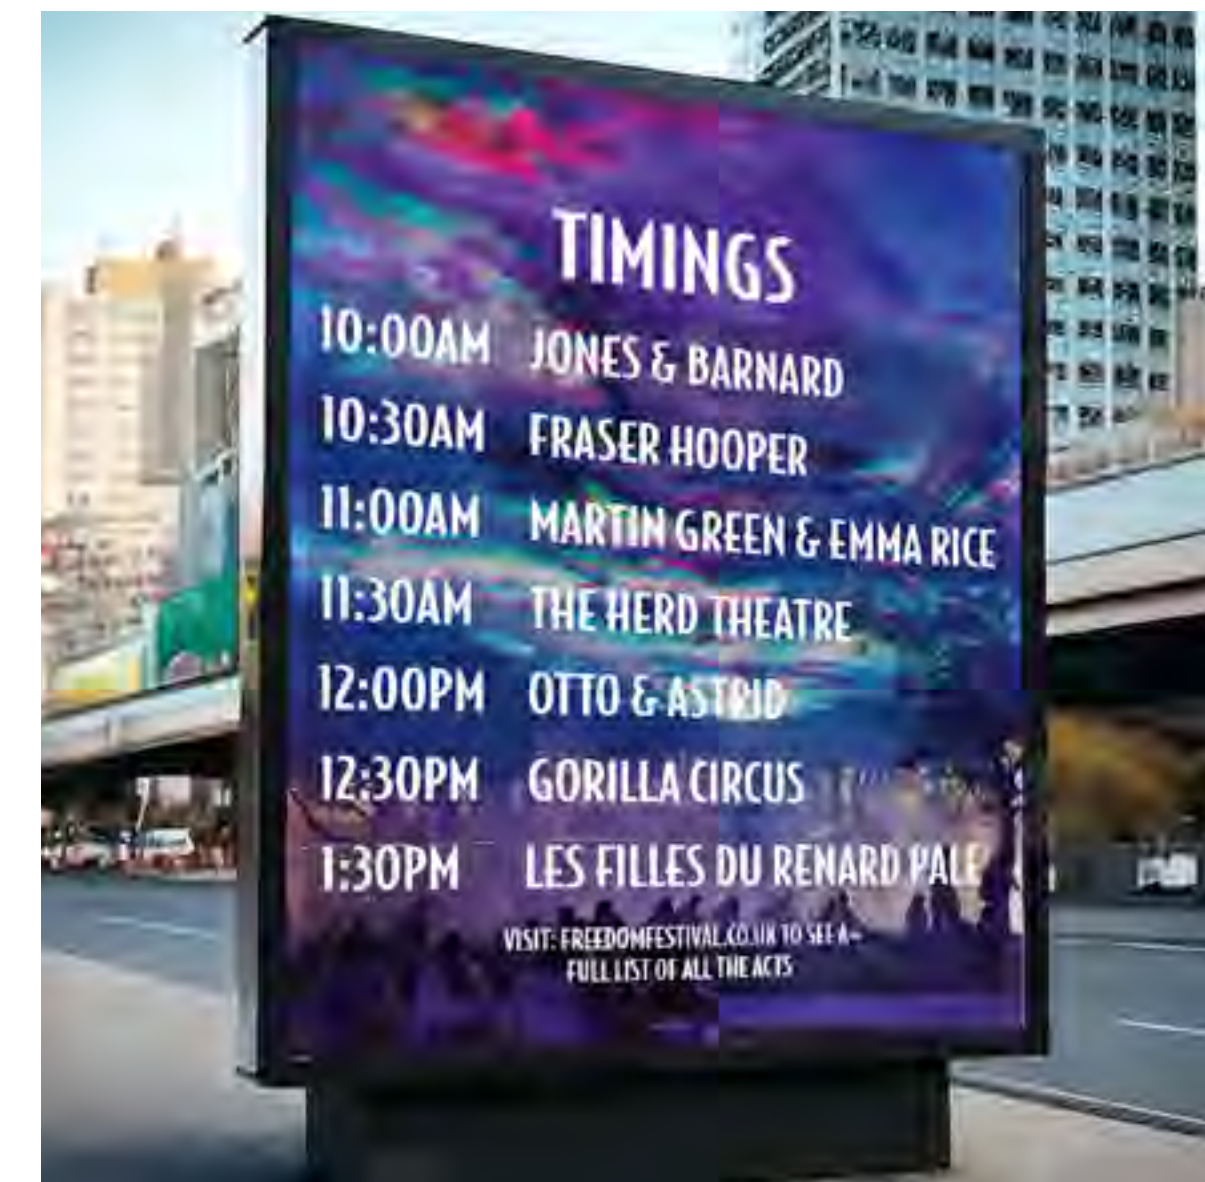 TIMINGS
10:00AM JONES & BARNARD
10:30AM FRASER HOOPER
11:00AM MARTIN GREEN & EMMA RICE
11:30AM THE HERD THEATRE
12:00PM OTTO & ASTRID
12:30PM GORILLA CIRCUS
1:30PM LES FILLES DU RENARD PALE
VISIT: FREEDOMFESTIVAL.CO.UK TO SEE A
FULL LIST OF ALL THE ACTS